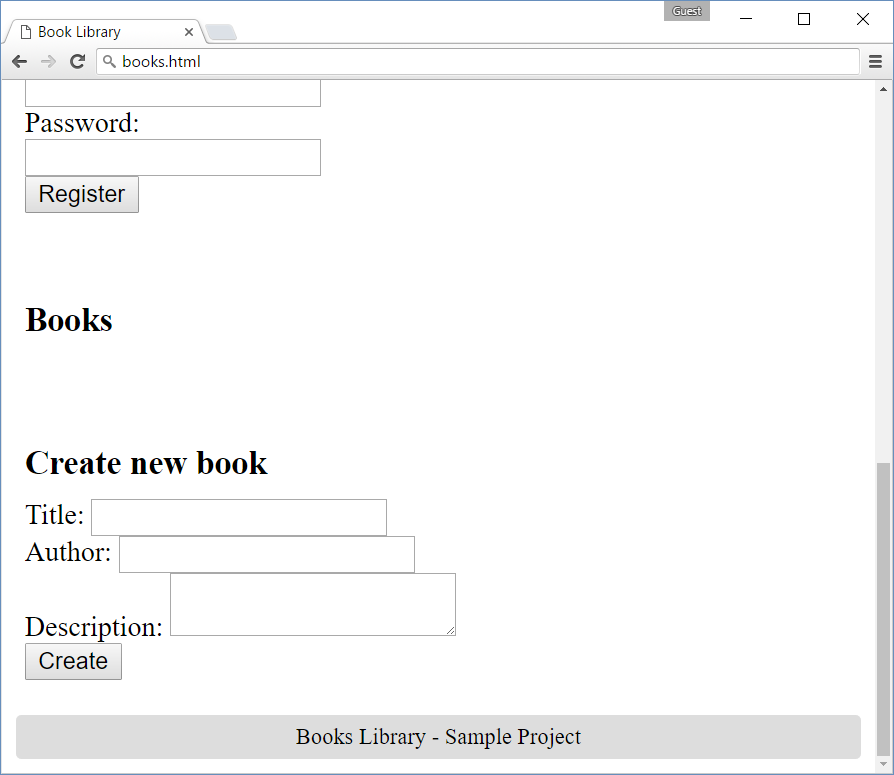 Guest
Book Library
books.html
Password:
Register
Books
Create new book
Title:
Author:
Description:
Create
Books Library - Sample Project